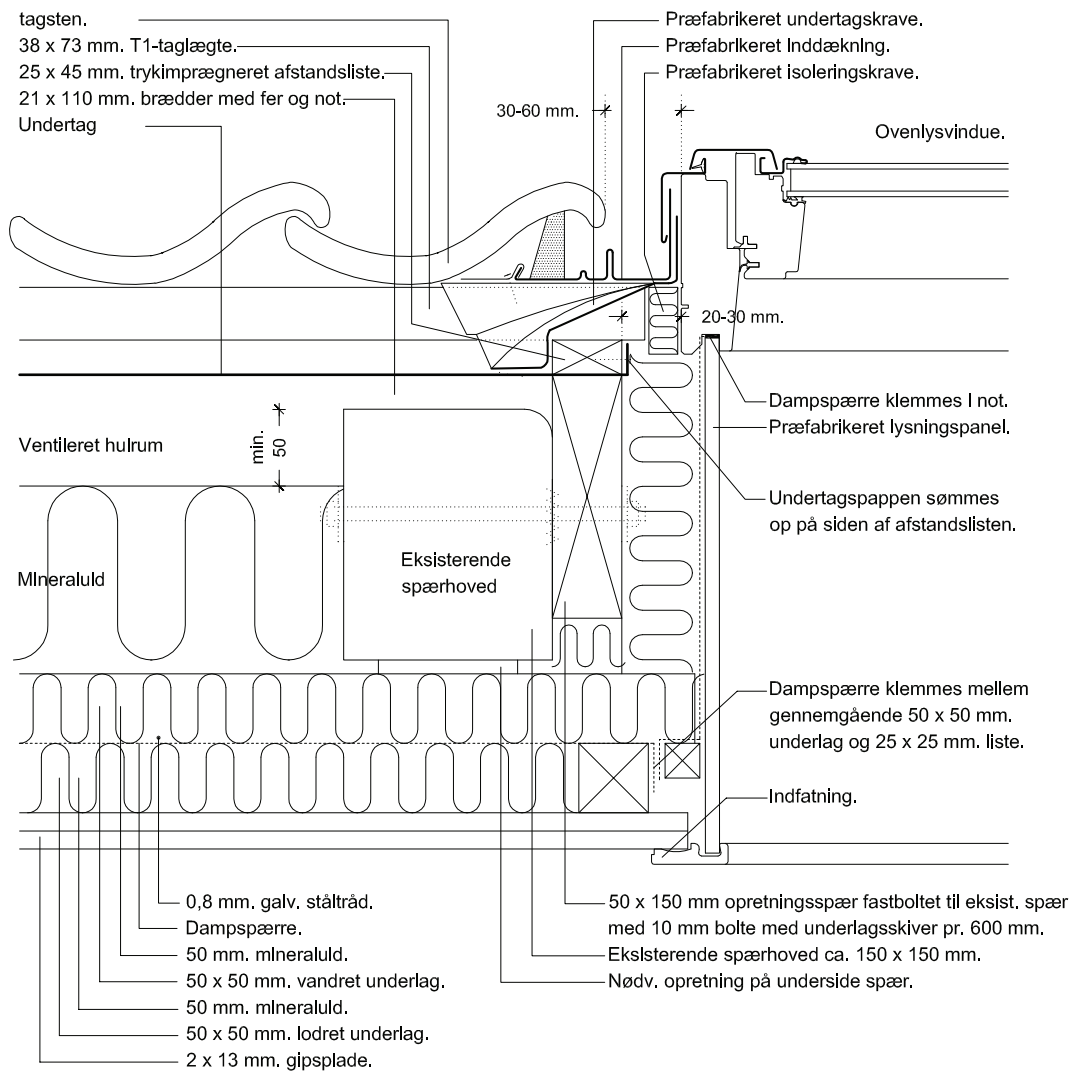 tagsten.
38 x 73 mm. T1-taglægte.
25 x 45 mm. trykimprægneret afstandsliste.
21 x 110 mm. brædder med fer og not.
Undertag
Præfabrikeret undertagskrave.
Præfabrikeret inddækning.
Præfabrikeret isoleringskrave.
30-60 mm.
Ovenlysvindue.
20-30 mm.
Dampspærre klemmes I not.
Præfabrikeret lysningspanel.
Ventileret hulrum
min.
50
Undertagspappen sømmes
op på siden af afstandslisten.
Mineraluld
Eksisterende
spærhoved
Dampspærre klemmes mellem
gennemgående 50 x 50 mm.
underlag og 25 x 25 mm. liste.
Indfatning.
0,8 mm. galv. ståltråd.
Dampspærre.
50 mm. mineraluld.
50 x 50 mm. vandret underlag.
50 mm. mineraluld.
50 x 50 mm. lodret underlag.
2 x 13 mm. gipsplade.
50 x 150 mm opretningsspær fastboltet til eksist. spær
med 10 mm bolte med underlagsskiver pr. 600 mm.
Eksisterende spærhoved ca. 150 x 150 mm.
Nødv. opretning på underside spær.